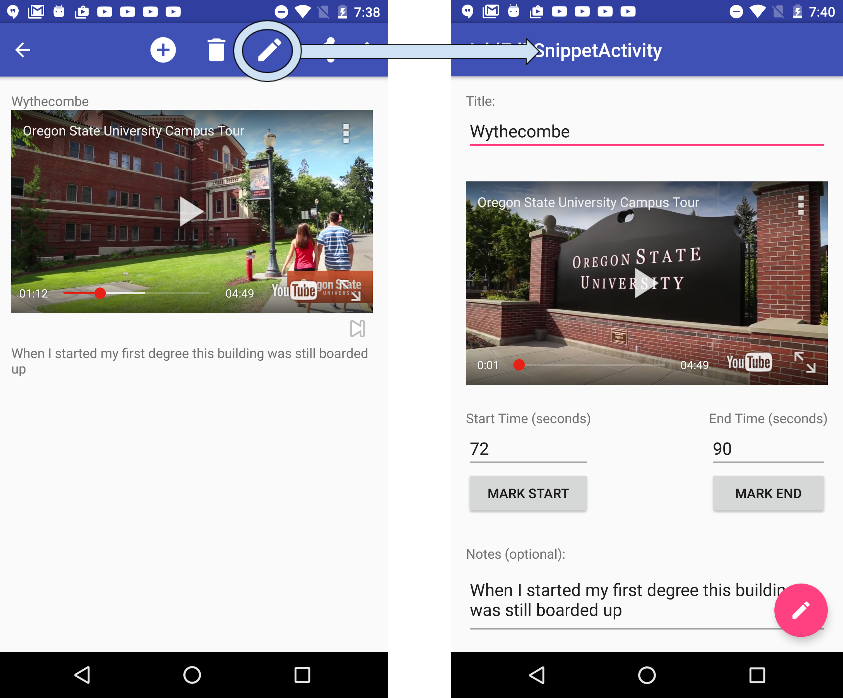 7:38
Wythecombe
Oregon State University Campus Tour
01:12
04:49
YouTube
When I started my first degree this building was still boarded
up
7:40
SnippetActivity
Title:
Wythecombe
Oregon State University Campus Tour
OREGON STATE
UNIVERSITY
0:01
04:49
YouTube
Start Time (seconds)
End Time (seconds)
72
90
MARK START
MARK END
Notes (optional):
When I started my first degree this buildin
was still boarded up